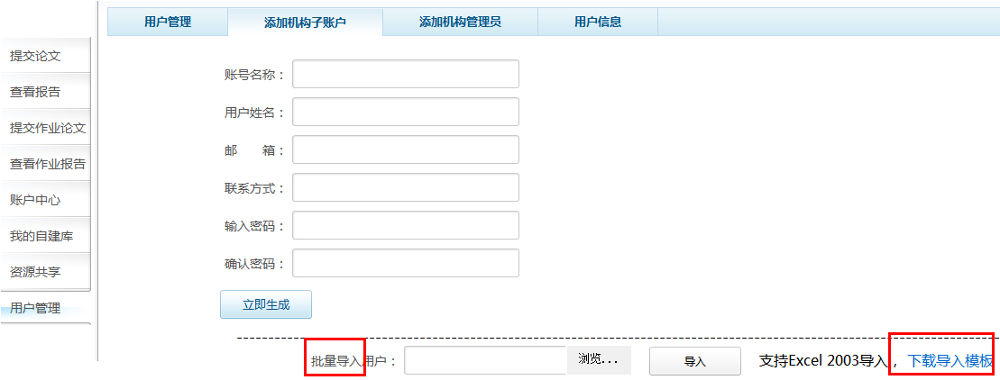 用户管理 添加机构子账户 添加机构管理员 用户信息
提交论文
查看报告
提交作业论文
查看作业报告
账户中心
我的自建库
资源共享
用户管理
账号名称：
用户姓名：
邮 箱：
联系方式：
输入密码：
确认密码：
立即生成
批量导入用户： 浏览... 导入 支持Excel 2003导入，下载导入模板